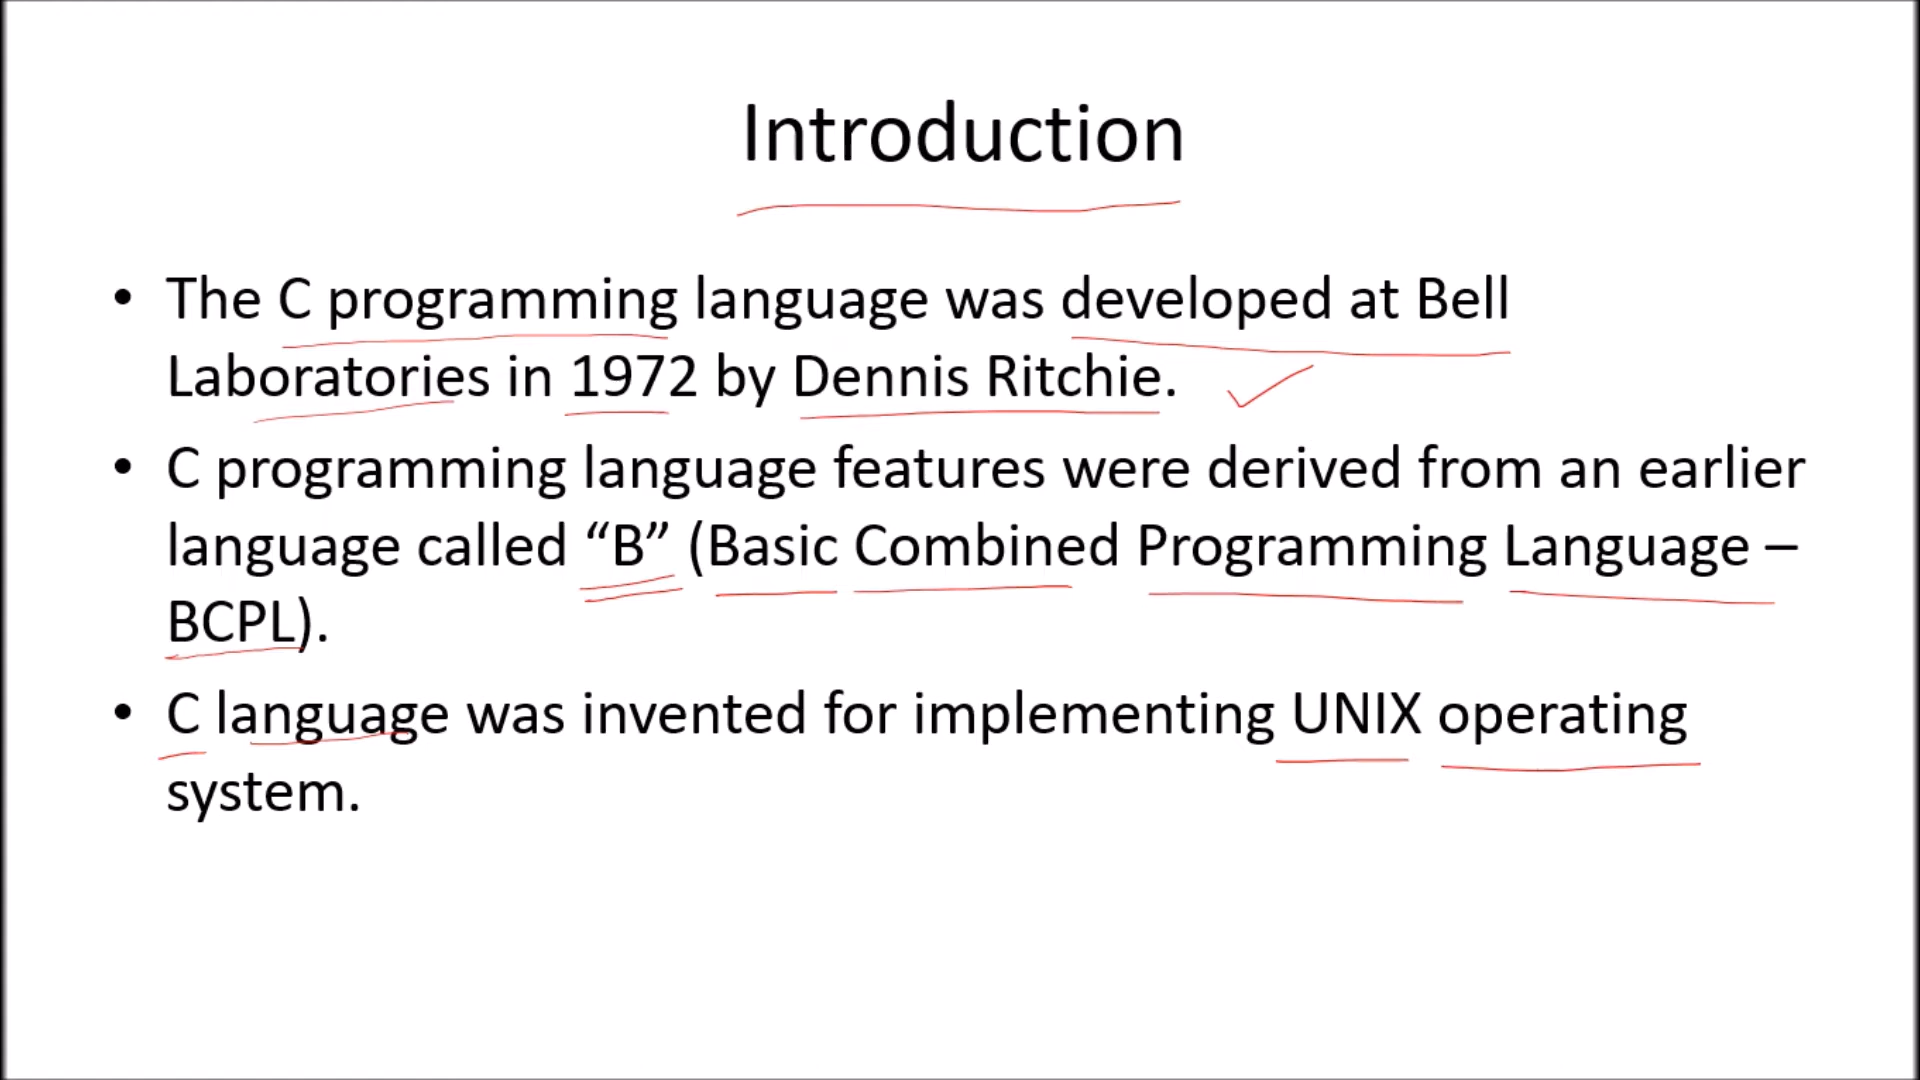 Introduction
• The C programming language was developed at Bell
Laboratories in 1972 by Dennis Ritchie.
• C programming language features were derived from an earlier
language called “B” (Basic Combined Programming Language –
BCPL).
• C language was invented for implementing UNIX operating
system.